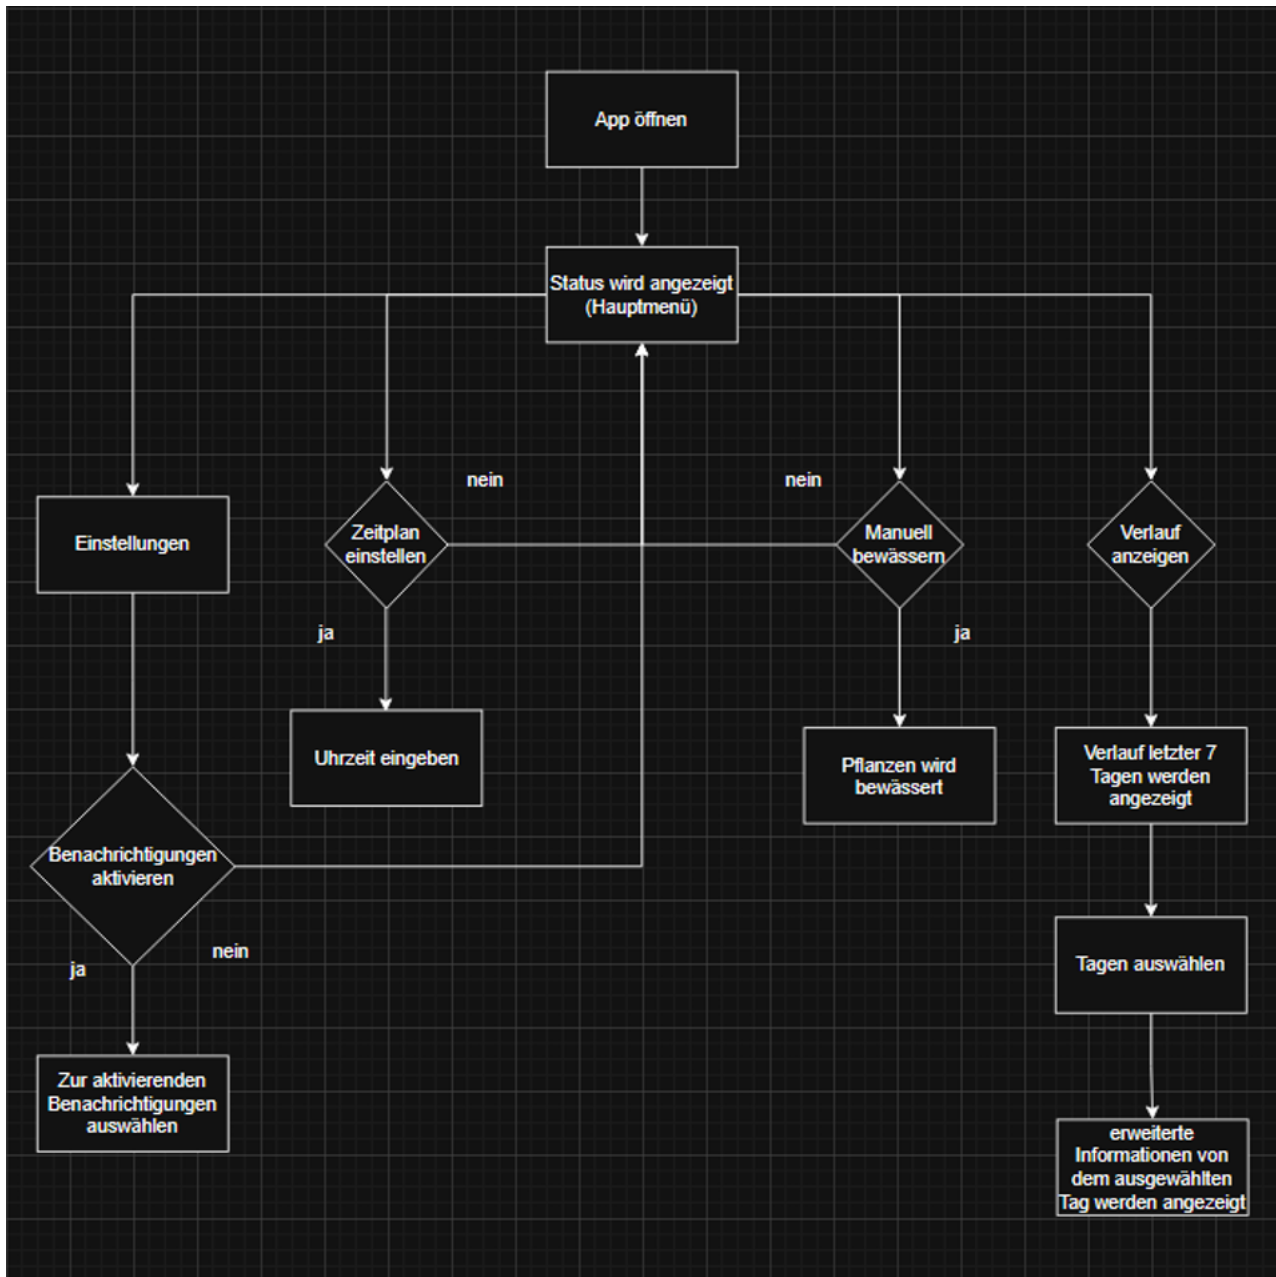 App öffnen
Status wird angezeigt
(Hauptmenü)
nein
nein
Einstellungen
Zeitplan
einstellen
Manuell
bewässern
Verlauf
anzeigen
ja
ja
Uhrzeit eingeben
Pflanzen wird
bewässert
Verlauf letzter 7
Tagen werden
angezeigt
Benachrichtigungen
aktivieren
nein
ja
Tagen auswählen
Zur aktivierenden
Benachrichtigungen
auswählen
erweiterte
Informationen von
dem ausgewählten
Tag werden angezeigt